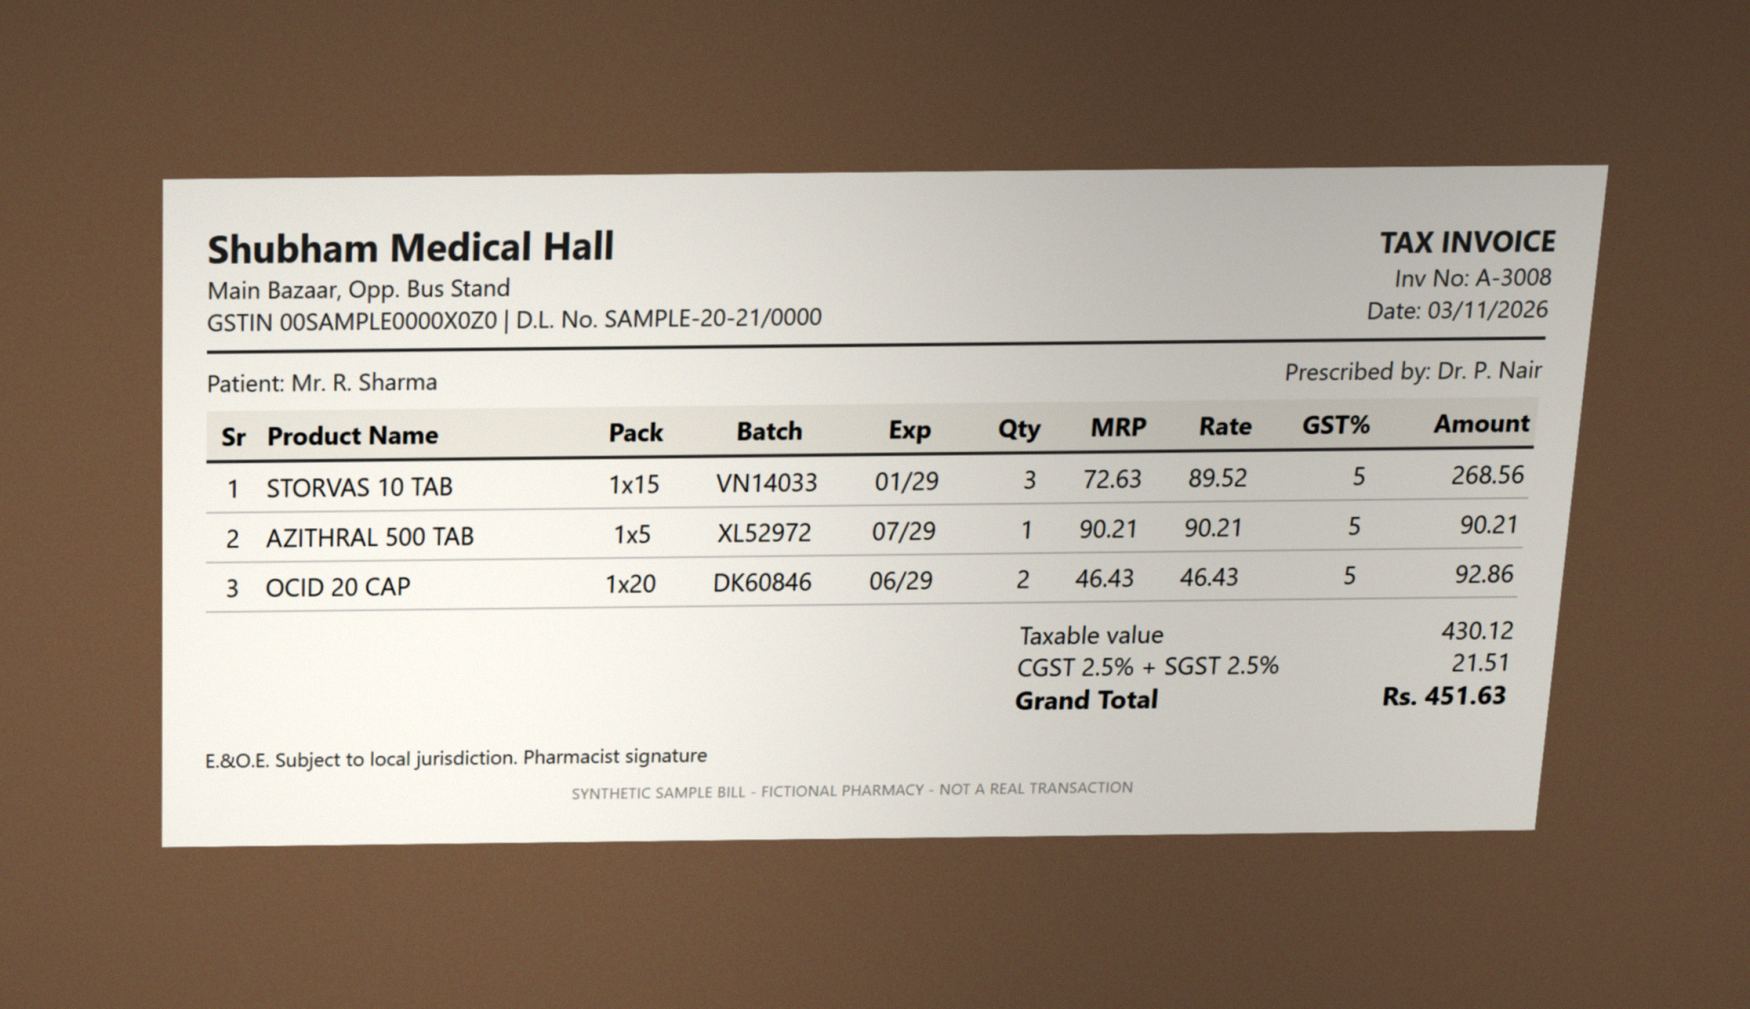 Shubham Medical Hall
TAX INVOICE
Main Bazaar, Opp. Bus Stand
Inv No: A-3008
GSTIN 00SAMPLE0000X0Z0 | D.L. No. SAMPLE-20-21/0000
Date: 03/11/2026
Patient: Mr. R. Sharma
Prescribed by: Dr. P. Nair
Sr Product Name Pack Batch Exp Qty MRP Rate GST% Amount
1 STORVAS 10 TAB 1x15 VN14033 01/29 3 72.63 89.52 5 268.56
2 AZITHRAL 500 TAB 1x5 XL52972 07/29 1 90.21 90.21 5 90.21
3 OCID 20 CAP 1x20 DK60846 06/29 2 46.43 46.43 5 92.86
Taxable value 430.12
CGST 2.5% + SGST 2.5% 21.51
Grand Total Rs. 451.63
E.&O.E. Subject to local jurisdiction. Pharmacist signature
SYNTHETIC SAMPLE BILL - FICTIONAL PHARMACY - NOT A REAL TRANSACTION